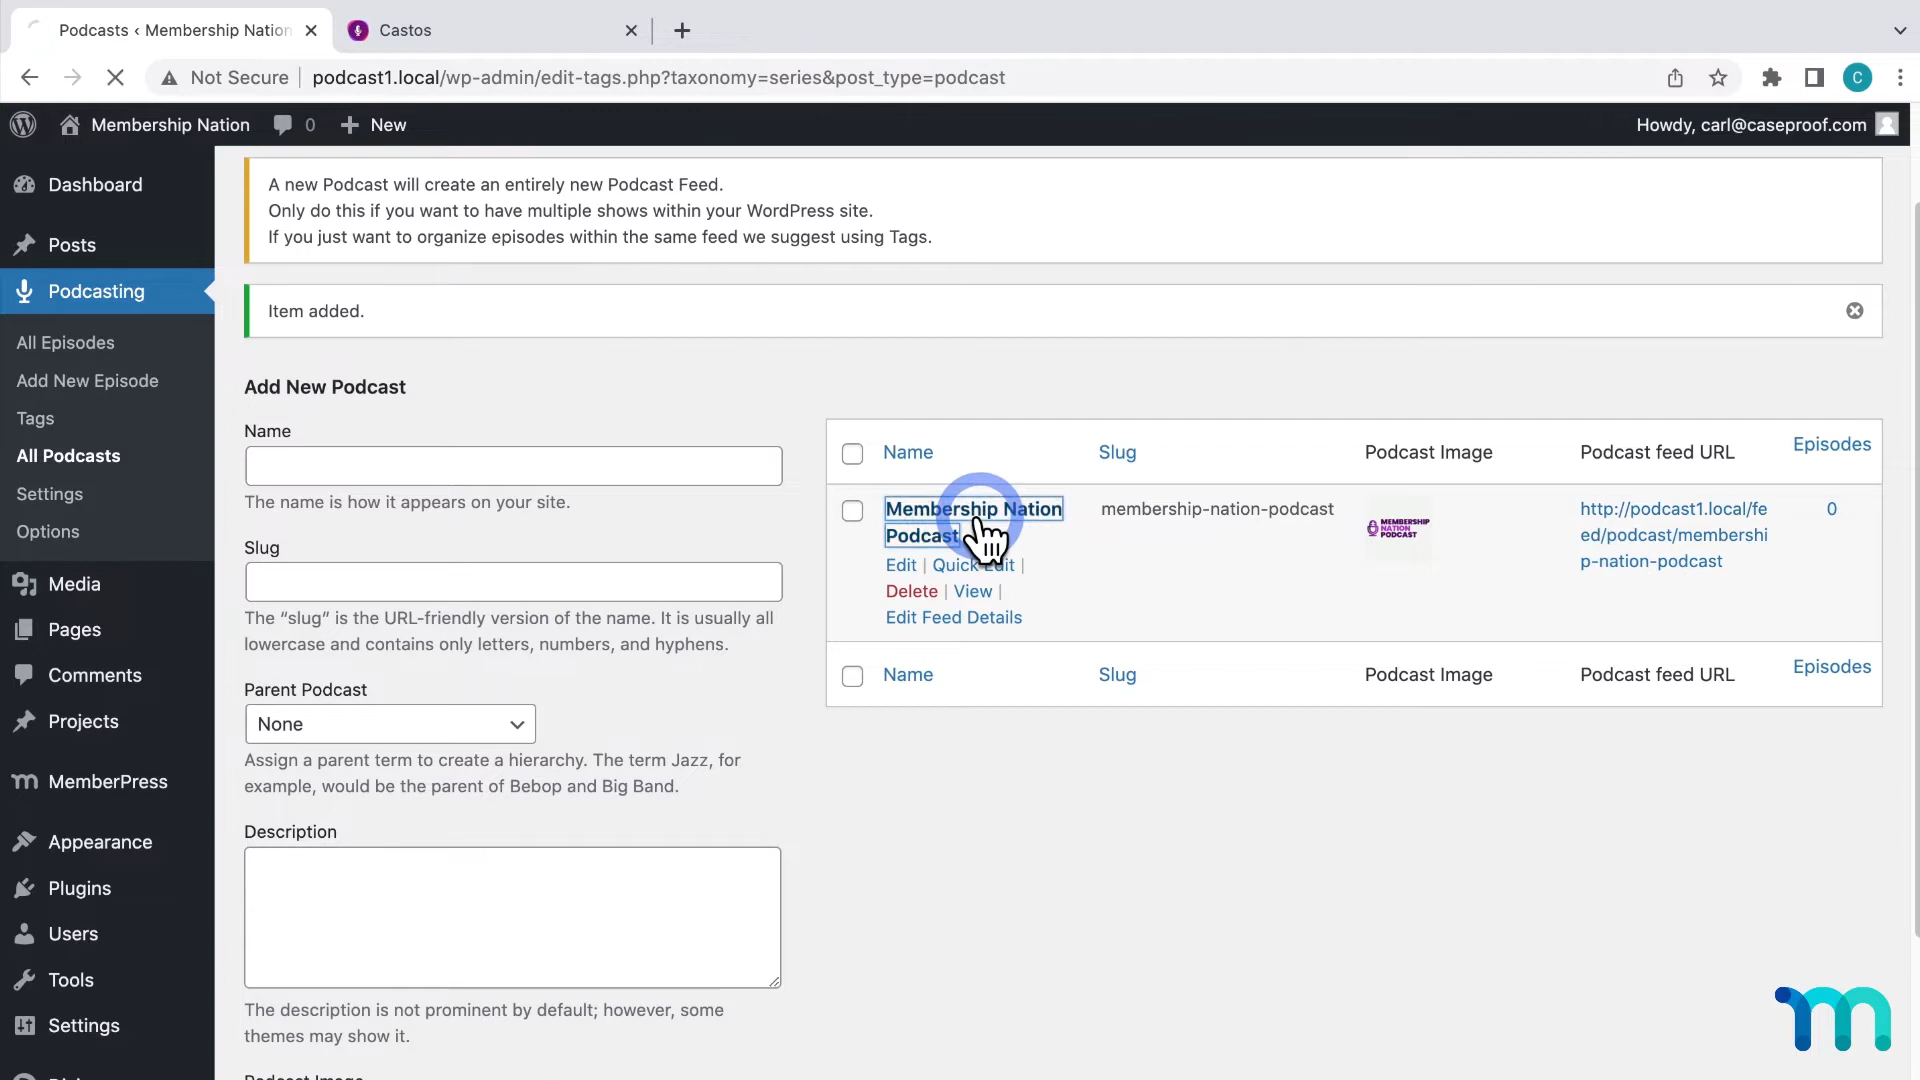 Podcasts ‹ Membership Nation
Castos
Not Secure
podcast1.local/wp-admin/edit-tags.php?taxonomy=series&post_type=podcast
C
Membership Nation
0
New
Howdy, carl@caseproof.com
Dashboard
Posts
Podcasting
All Episodes
Add New Episode
Tags
All Podcasts
Settings
Options
Media
Pages
Comments
Projects
MemberPress
Appearance
Plugins
Users
Tools
Settings
A new Podcast will create an entirely new Podcast Feed.
Only do this if you want to have multiple shows within your WordPress site.
If you just want to organize episodes within the same feed we suggest using Tags.
Item added.
Add New Podcast
Name
The name is how it appears on your site.
Slug
The “slug” is the URL-friendly version of the name. It is usually all
lowercase and contains only letters, numbers, and hyphens.
Parent Podcast
None
Assign a parent term to create a hierarchy. The term Jazz, for
example, would be the parent of Bebop and Big Band.
Description
The description is not prominent by default; however, some
themes may show it.
Podcast Image
Name
Slug
Podcast Image
Podcast feed URL
Episodes
Membership Nation
Podcast
Edit | Quick Edit |
Delete | View |
Edit Feed Details
membership-nation-podcast
MEMBERSHIP
NATION
PODCAST
http://podcast1.local/fe
ed/podcast/membershi
p-nation-podcast
0
Name
Slug
Podcast Image
Podcast feed URL
Episodes